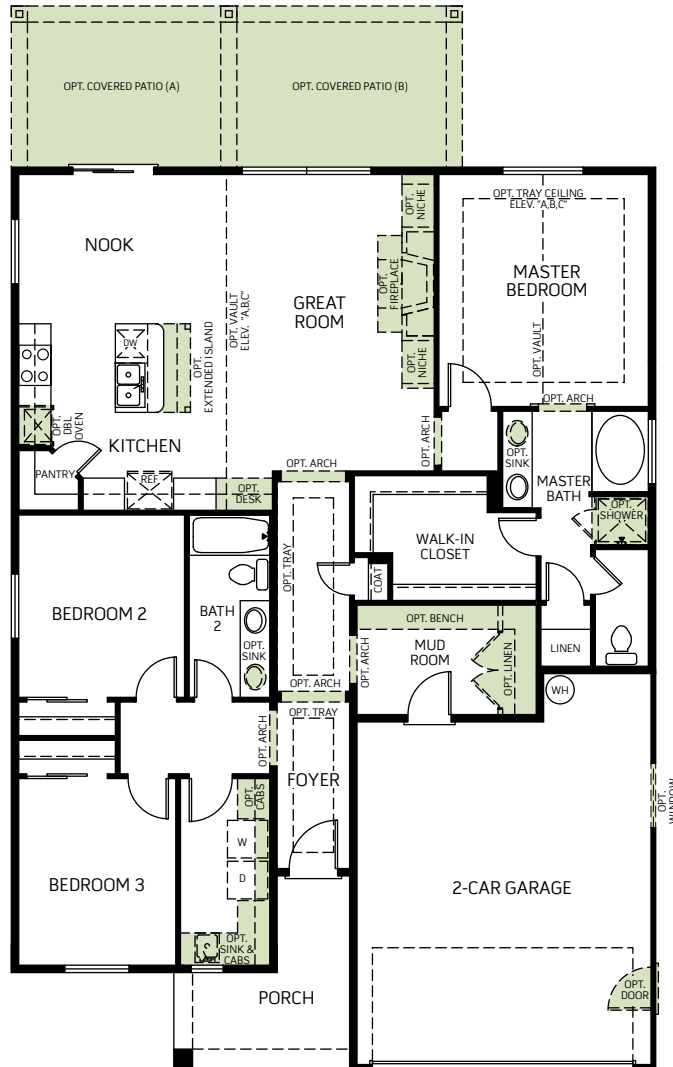 OPT. COVERED PATIO (A)
OPT. COVERED PATIO (B)
NOOK
GREAT
ROOM
OPT. VAULT
ELEV. "A,B,C"
OPT.
NICHE
OPT.
FIREPLACE
OPT.
NICHE
OPT. TRAY CEILING
ELEV. "A,B,C"
MASTER
BEDROOM
OPT. VAULT
OPT. ARCH
DW
OPT.
EXTENDED ISLAND
OPT.
DBL
OVEN
KITCHEN
PANTRY
REF.
OPT.
DESK
OPT. ARCH
OPT. ARCH
OPT.
SINK
MASTER
BATH
OPT.
SHOWER
WALK-IN
CLOSET
OPT. TRAY
COAT
BEDROOM 2
BATH
2
OPT.
SINK
OPT. BENCH
MUD
ROOM
OPT. ARCH
OPT. LINEN
LINEN
WH
OPT. ARCH
OPT. TRAY
OPT. ARCH
FOYER
OPT.
CABS
W
D
OPT.
SINK &
CABS
BEDROOM 3
2-CAR GARAGE
OPT.
WINDOW
OPT.
DOOR
PORCH